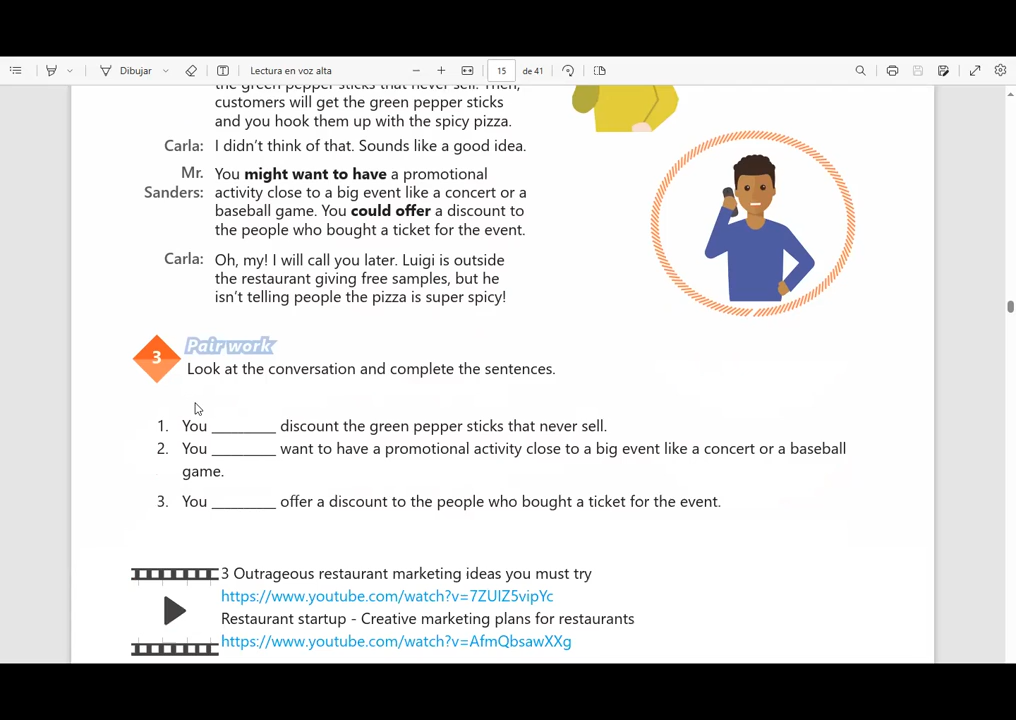 Dibujar
Lectura en voz alta
15
de 41
the green pepper sticks that never sell. Then,
customers will get the green pepper sticks
and you hook them up with the spicy pizza.
Carla: I didn't think of that. Sounds like a good idea.
Mr. Sanders: You might want to have a promotional
activity close to a big event like a concert or a
baseball game. You could offer a discount to
the people who bought a ticket for the event.
Carla: Oh, my! I will call you later. Luigi is outside
the restaurant giving free samples, but he
isn't telling people the pizza is super spicy!
3
Pair work
Look at the conversation and complete the sentences.
1. You ________ discount the green pepper sticks that never sell.
2. You ________ want to have a promotional activity close to a big event like a concert or a baseball
game.
3. You ________ offer a discount to the people who bought a ticket for the event.
3 Outrageous restaurant marketing ideas you must try
https://www.youtube.com/watch?v=7ZUIZ5vipYc
Restaurant startup - Creative marketing plans for restaurants
https://www.youtube.com/watch?v=AfmQbsawXXg